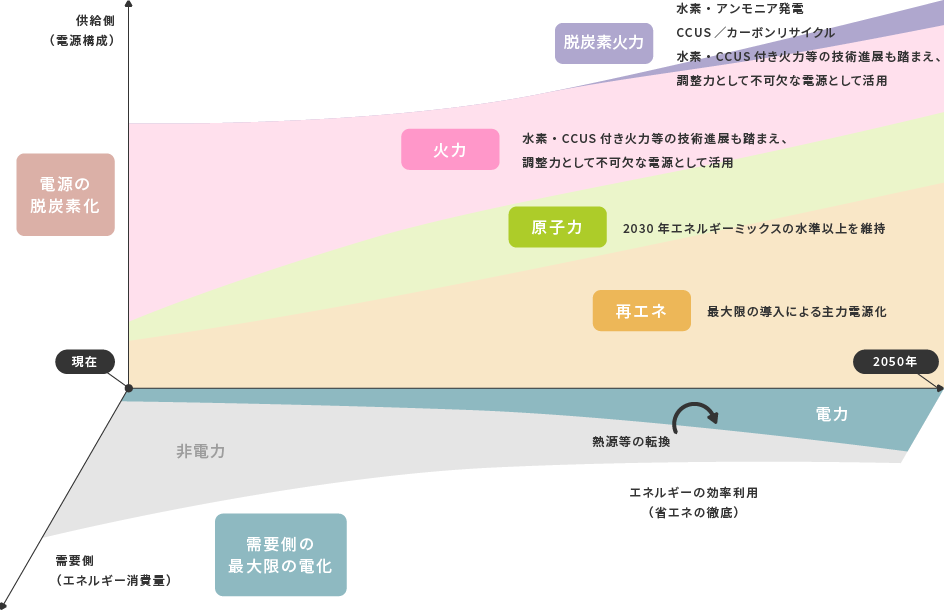 供給側
（電源構成）
水素・アンモニア発電
CCUS／カーボンリサイクル
水素・CCUS 付き火力等の技術進展も踏まえ、
調整力として不可欠な電源として活用
脱炭素火力
火力
水素・CCUS 付き火力等の技術進展も踏まえ、
調整力として不可欠な電源として活用
電源の
脱炭素化
原子力
2030 年エネルギーミックスの水準以上を維持
再エネ
最大限の導入による主力電源化
現在
2050年
電力
非電力
熱源等の転換
エネルギーの効率利用
（省エネの徹底）
需要側の
最大限の電化
需要側
（エネルギー消費量）